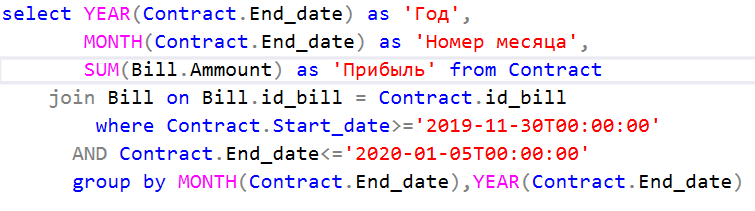 select YEAR(Contract.End_date) as 'Год',
MONTH(Contract.End_date) as 'Номер месяца',
SUM(Bill.Ammount) as 'Прибыль' from Contract
join Bill on Bill.id_bill = Contract.id_bill
where Contract.Start_date>='2019-11-30T00:00:00'
AND Contract.End_date<='2020-01-05T00:00:00'
group by MONTH(Contract.End_date),YEAR(Contract.End_date)